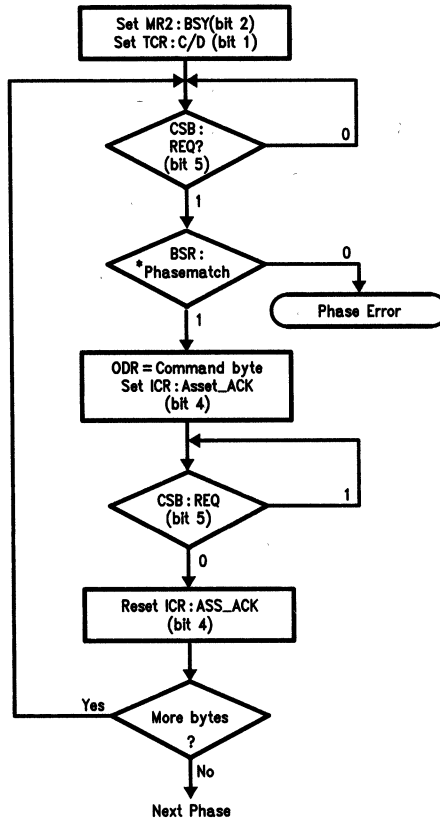 Set MR2:BSY(bit 2)
Set TCR:C/D (bit 1)
CSB:
REQ?
(bit 5)
0
1
BSR:
*Phasematch
0
Phase Error
1
ODR = Command byte
Set ICR:Asset_ACK
(bit 4)
CSB:REQ
(bit 5)
1
0
Reset ICR:ASS_ACK
(bit 4)
Yes
More bytes
?
No
Next Phase